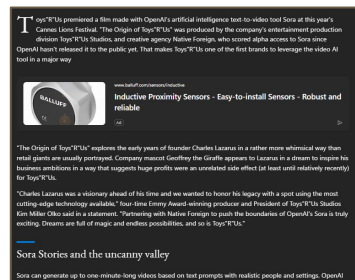 Toys"R"Us premiered a film made with OpenAI's artificial intelligence text-to-video tool Sora at this year's
Cannes Lions Festival. "The Origin of Toys"R"Us" was produced by the company's entertainment production
division Toys"R"Us Studios, and creative agency Native Foreign, who scored alpha access to Sora since
OpenAI hasn't released it to the public yet. That makes Toys"R"Us one of the first brands to leverage the video AI
tool in a major way
BALLUFF
www.balluff.com/sensors/inductive
Inductive Proximity Sensors - Easy-to-install Sensors - Robust and
reliable
Ad
"The Origin of Toys"R"Us" explores the early years of founder Charles Lazarus in a rather more whimsical way than
retail giants are usually portrayed. Company mascot Geoffrey the Giraffe appears to Lazarus in a dream to inspire his
business ambitions in a way that suggests huge profits were an unrelated side effect (at least until relatively recently)
for Toys"R"Us.
"Charles Lazarus was a visionary ahead of his time and we wanted to honor his legacy with a spot using the most
cutting-edge technology available," four-time Emmy Award-winning producer and President of Toys"R"Us Studios
Kim Miller Olko said in a statement. "Partnering with Native Foreign to push the boundaries of OpenAI's Sora is truly
exciting. Dreams are full of magic and endless possibilities, and so is Toys"R"Us."
Sora Stories and the uncanny valley
Sora can generate up to one-minute-long videos based on text prompts with realistic people and settings. OpenAI